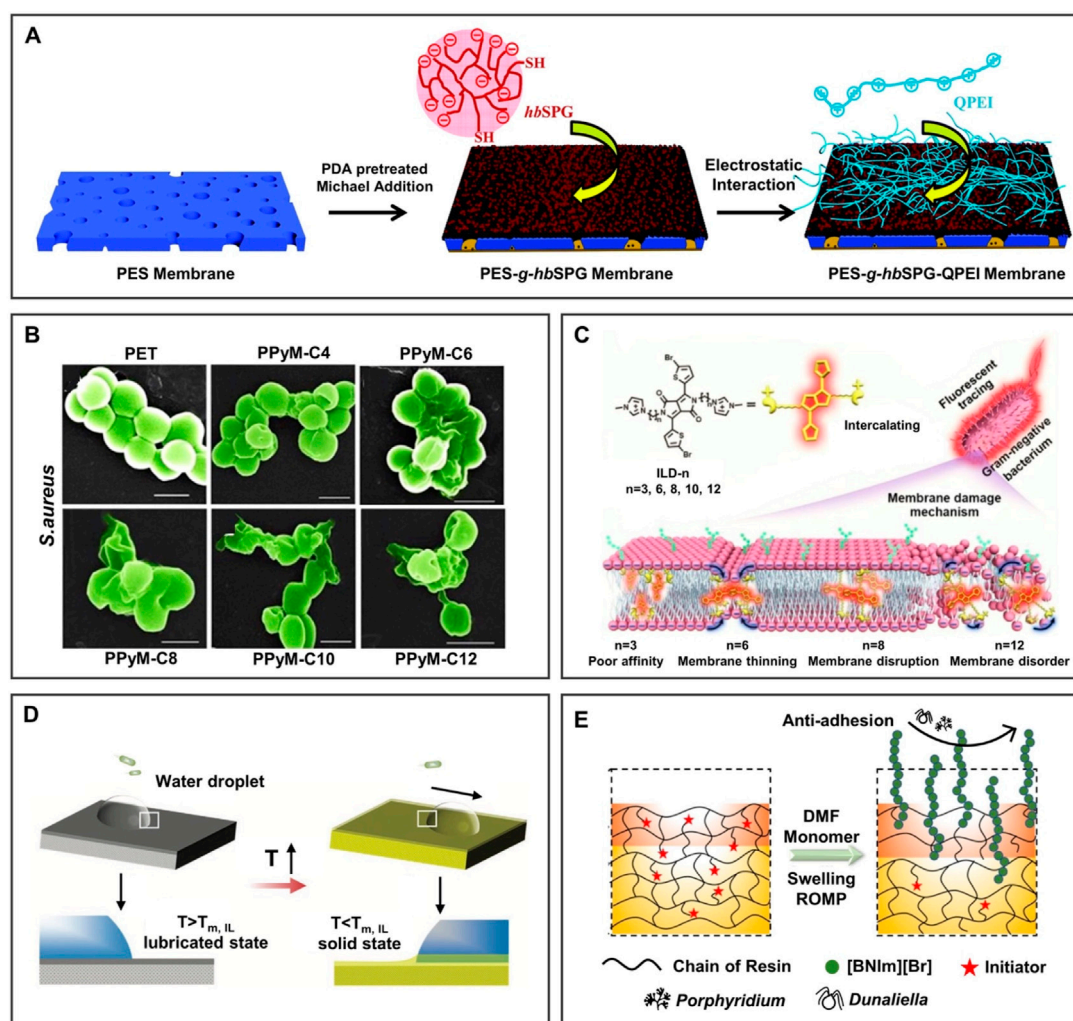 A
SH
hbSPG
SH
QPEI
PDA pretreated
Michael Addition
Electrostatic
Interaction
PES Membrane
PES-g-hbSPG Membrane
PES-g-hbSPG-QPEI Membrane
B
PET
PPyM-C4
PPyM-C6
S.aureus
PPyM-C8
PPyM-C10
PPyM-C12
C
Br
S
N
O
N
O
S
Br
ILD-n
n=3, 6, 8, 10, 12
Intercalating
Fluorescent
tracing
Gram-negative
bacterium
Membrane damage
mechanism
n=3
Poor affinity
n=6
Membrane thinning
n=8
Membrane disruption
n=12
Membrane disorder
D
Water droplet
T
T>Tm, IL
lubricated state
T<Tm, IL
solid state
E
Anti-adhesion
DMF
Monomer
Swelling
ROMP
Chain of Resin
[BNIm][Br]
Initiator
Porphyridium
Dunaliella